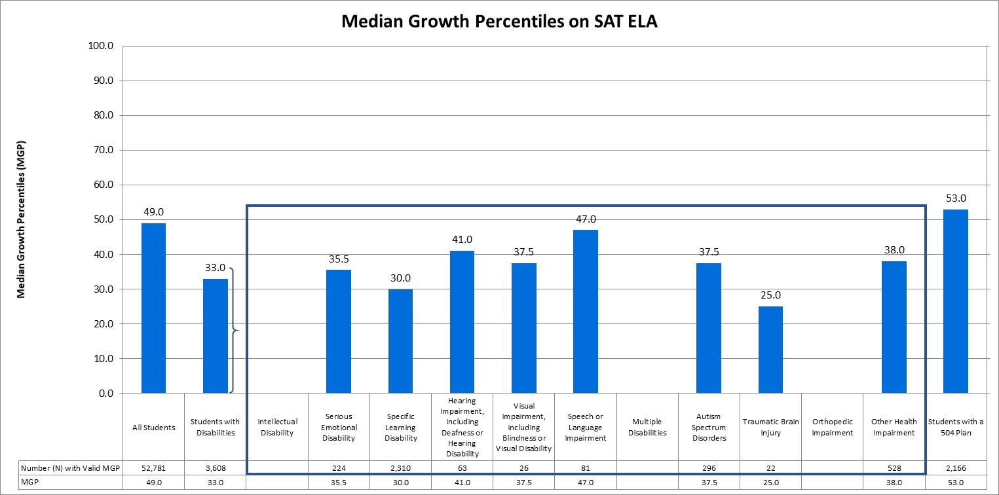 Median Growth Percentiles on SAT ELA
Median Growth Percentiles (MGP)
100.0
90.0
80.0
70.0
60.0
50.0
40.0
30.0
20.0
10.0
0.0
49.0
33.0
35.5
30.0
41.0
37.5
47.0
37.5
25.0
38.0
53.0
All Students
Students with
Disabilities
Intellectual
Disability
Serious
Emotional
Disability
Specific
Learning
Disability
Hearing
Impairment,
including
Deafness or
Hearing
Disability
Visual
Impairment,
including
Blindness or
Visual Disability
Speech or
Language
Impairment
Multiple
Disabilities
Autism
Spectrum
Disorders
Traumatic Brain
Injury
Orthopedic
Impairment
Other Health
Impairment
Students with a
504 Plan
Number (N) with Valid MGP 52,781 3,608 224 2,310 63 26 81 296 22 528 2,166
MGP 49.0 33.0 35.5 30.0 41.0 37.5 47.0 37.5 25.0 38.0 53.0